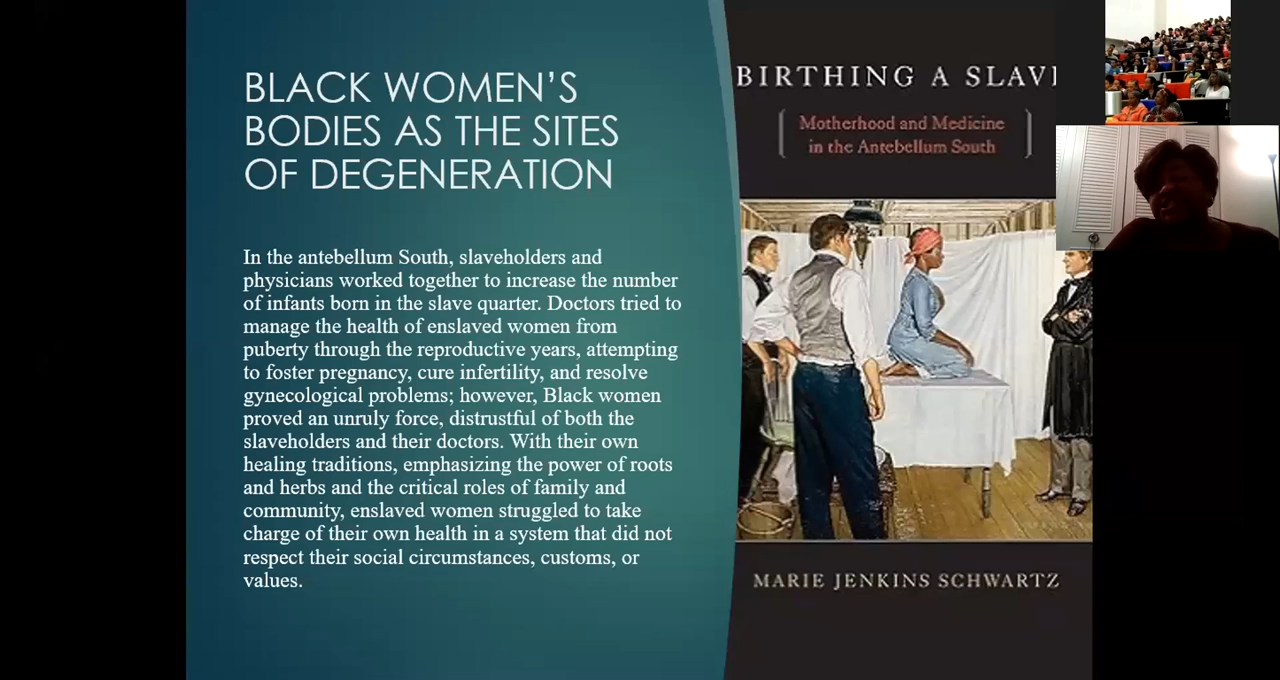 BLACK WOMEN'S
BODIES AS THE SITES
OF DEGENERATION
In the antebellum South, slaveholders and
physicians worked together to increase the number
of infants born in the slave quarter. Doctors tried to
manage the health of enslaved women from
puberty through the reproductive years, attempting
to foster pregnancy, cure infertility, and resolve
gynecological problems; however, Black women
proved an unruly force, distrustful of both the
slaveholders and their doctors. With their own
healing traditions, emphasizing the power of roots
and herbs and the critical roles of family and
community, enslaved women struggled to take
charge of their own health in a system that did not
respect their social circumstances, customs, or
values.
BIRTHING A SLAV
Motherhood and Medicine
in the Antebellum South
MARIE JENKINS SCHWARTZ